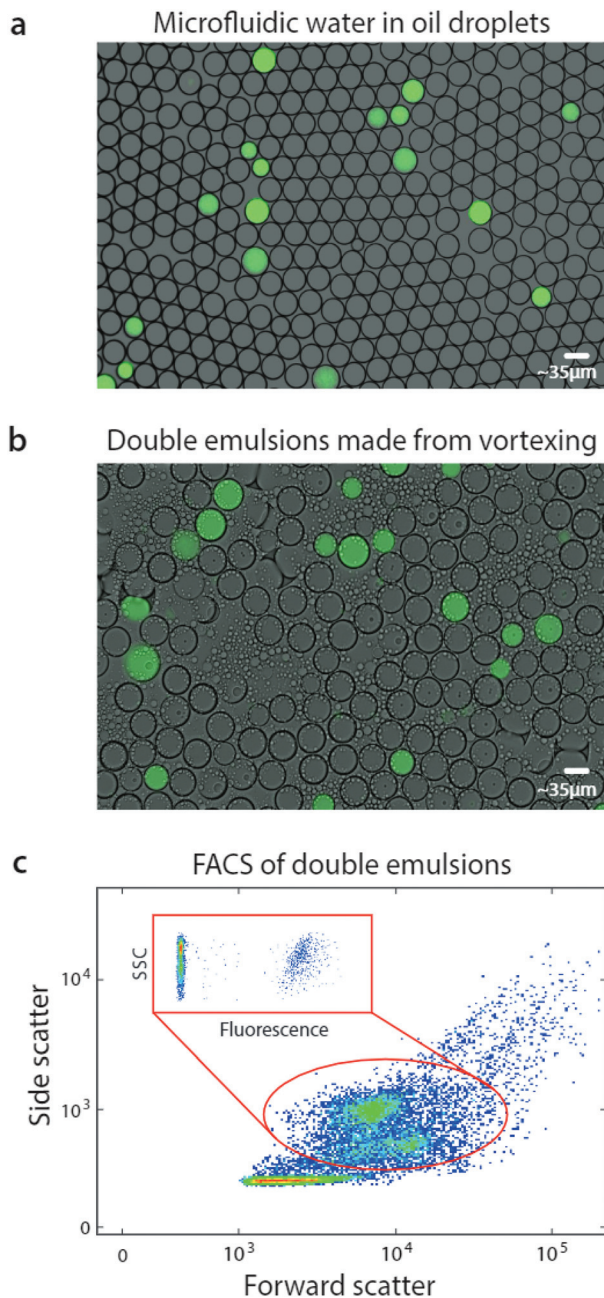 a Microfluidic water in oil droplets
~35μm
b Double emulsions made from vortexing
~35μm
c FACS of double emulsions
SSC
Fluorescence
Side scatter
10⁴
10³
0
0 10³ 10⁴ 10⁵
Forward scatter